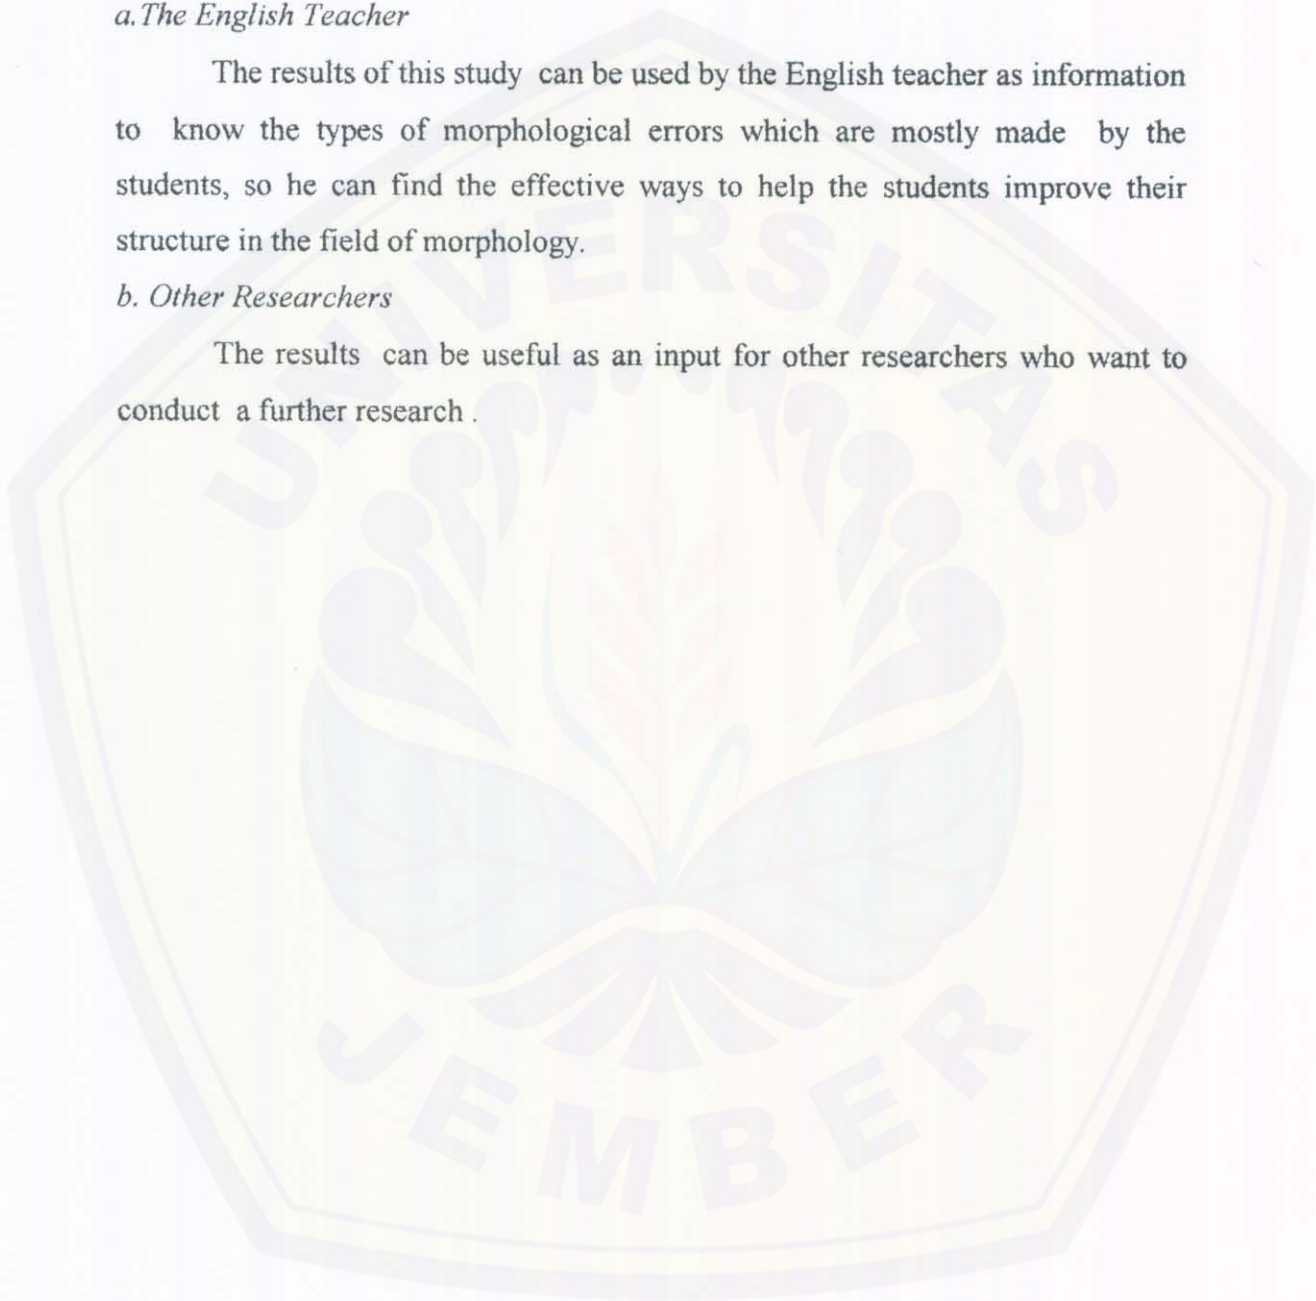 a. The English Teacher
The results of this study can be used by the English teacher as information
to know the types of morphological errors which are mostly made by the
students, so he can find the effective ways to help the students improve their
structure in the field of morphology.
b. Other Researchers
The results can be useful as an input for other researchers who want to
conduct a further research .
UNIVERSITAS
JEMBER